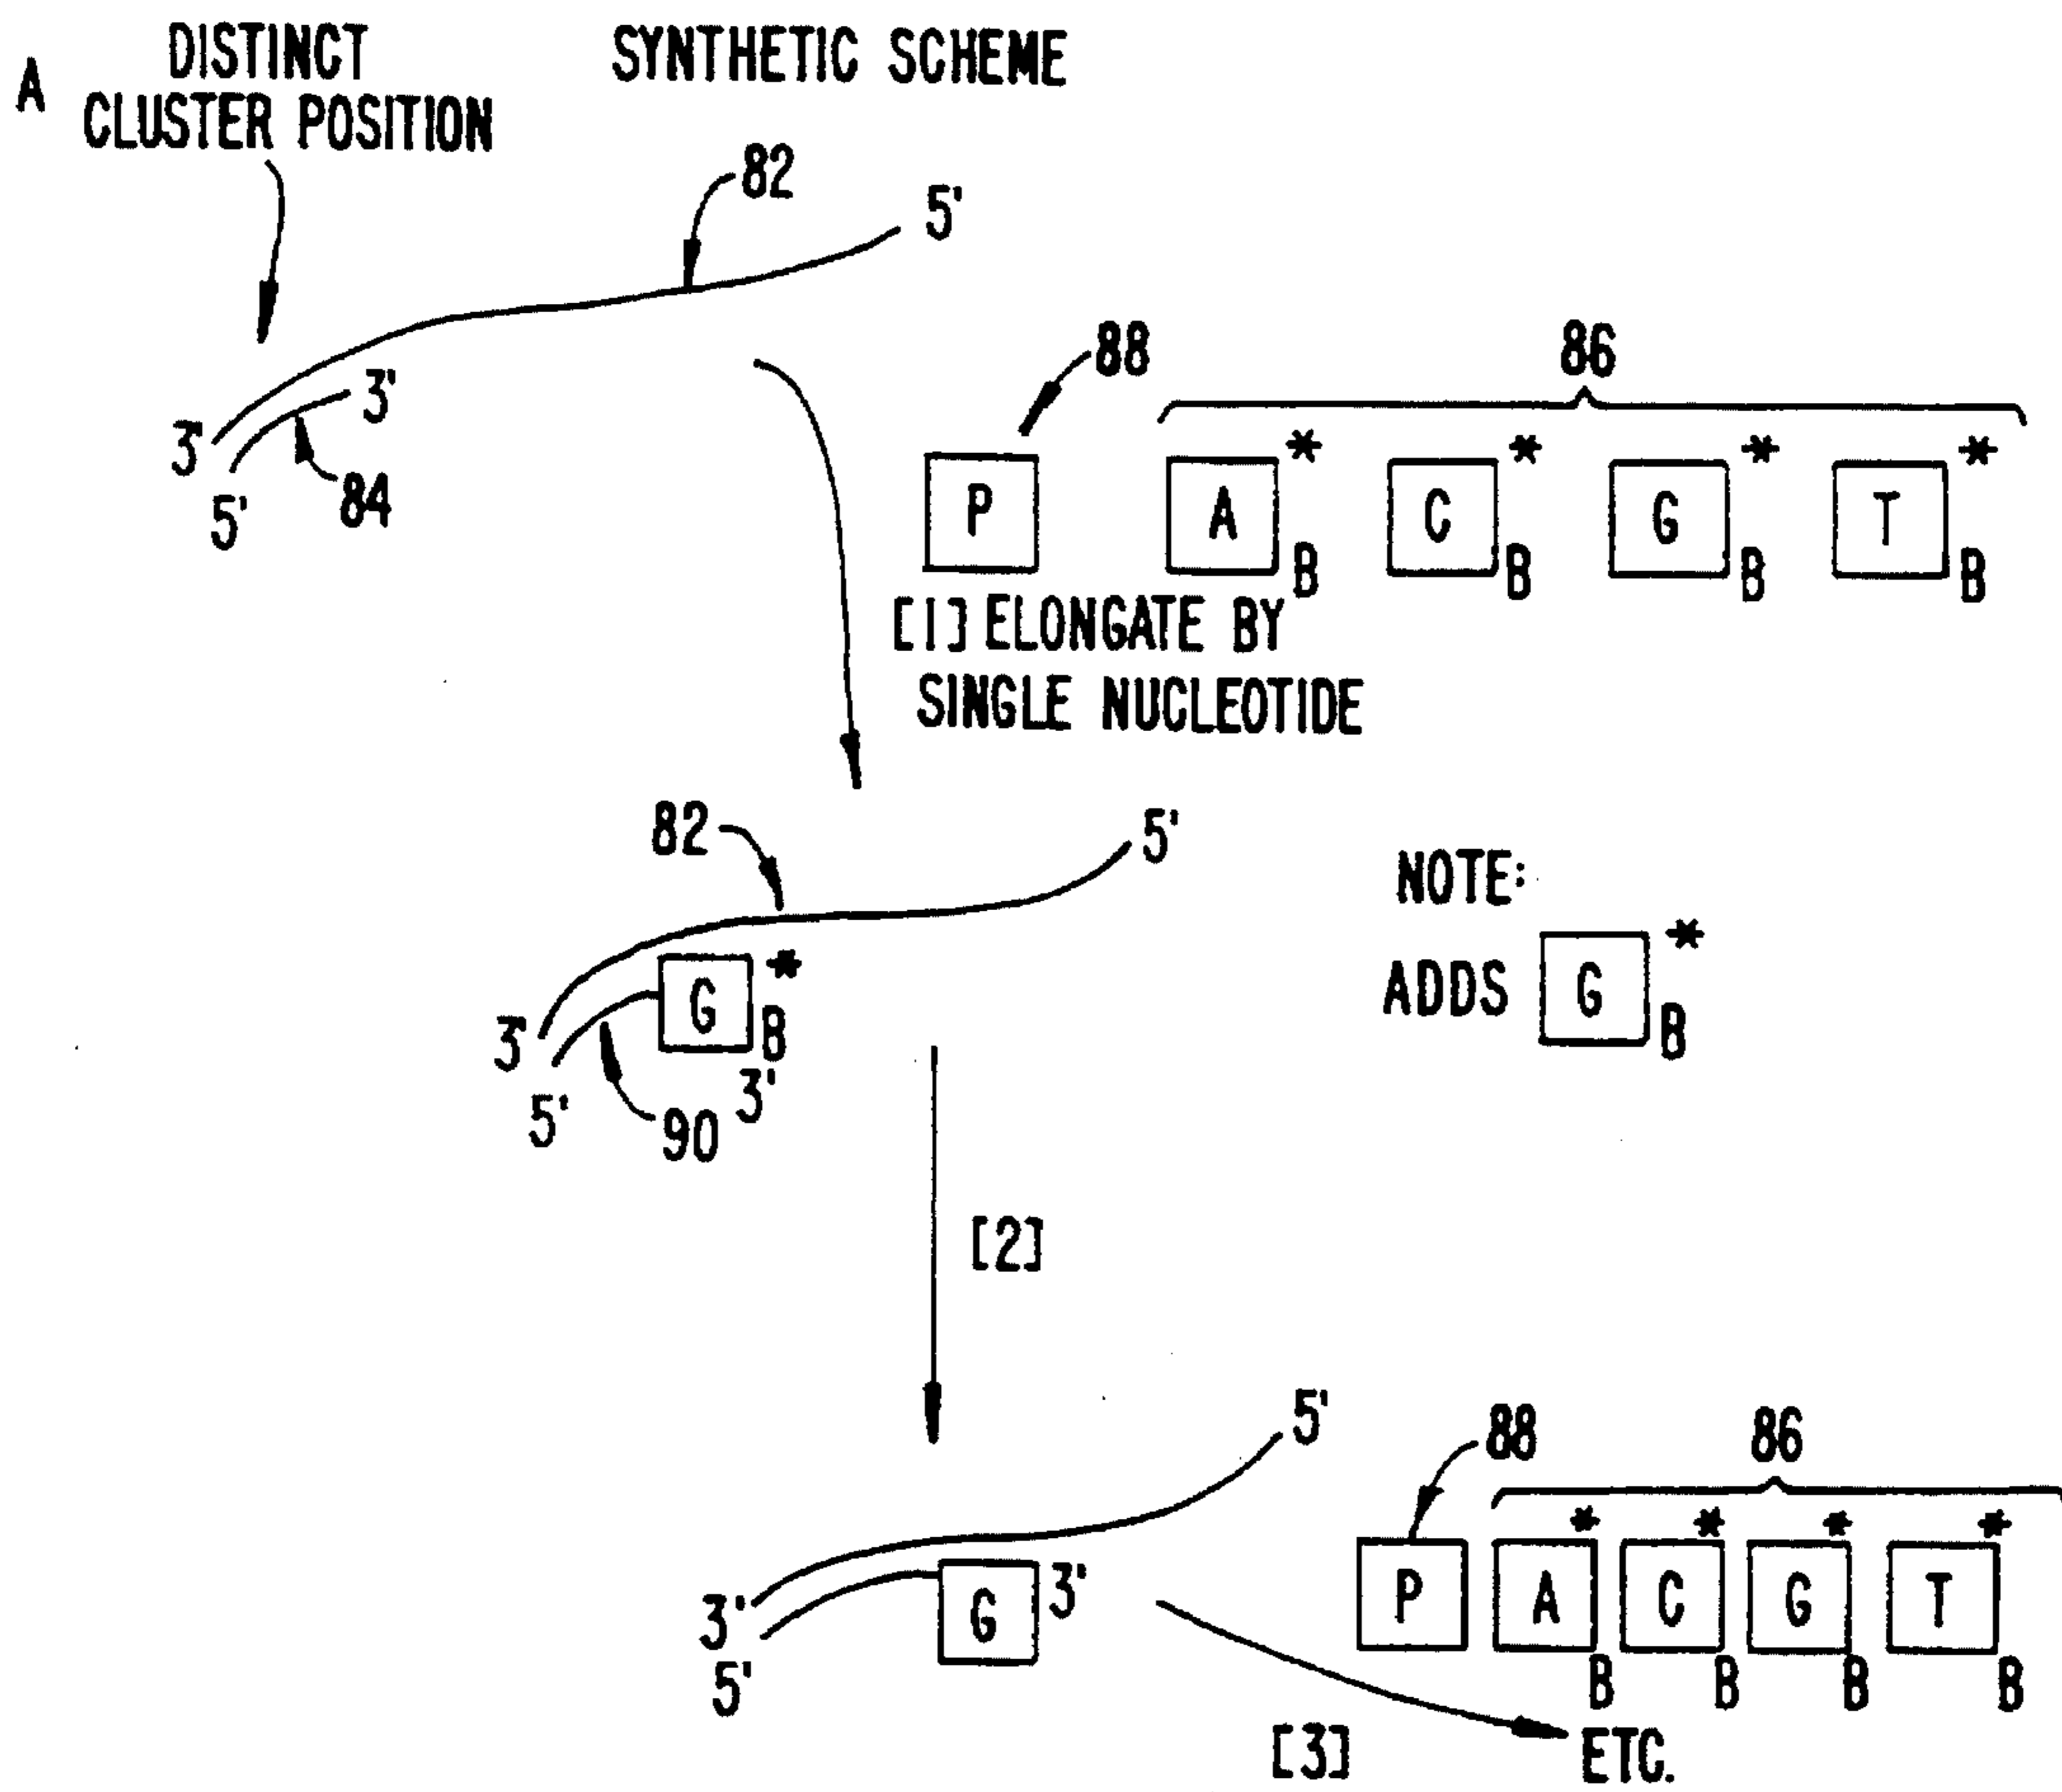 A
DISTINCT
CLUSTER POSITION
SYNTHETIC SCHEME
82
5'
3'
3'
5'
84
88
86
P
A * B
C * B
G * B
T * B
[1] ELONGATE BY
SINGLE NUCLEOTIDE
82
5'
G * B
3'
3'
5'
90
NOTE:
ADDS G * B
[2]
5'
3'
5'
G 3'
88
86
P
A * B
C * B
G * B
T * B
[3]
ETC.